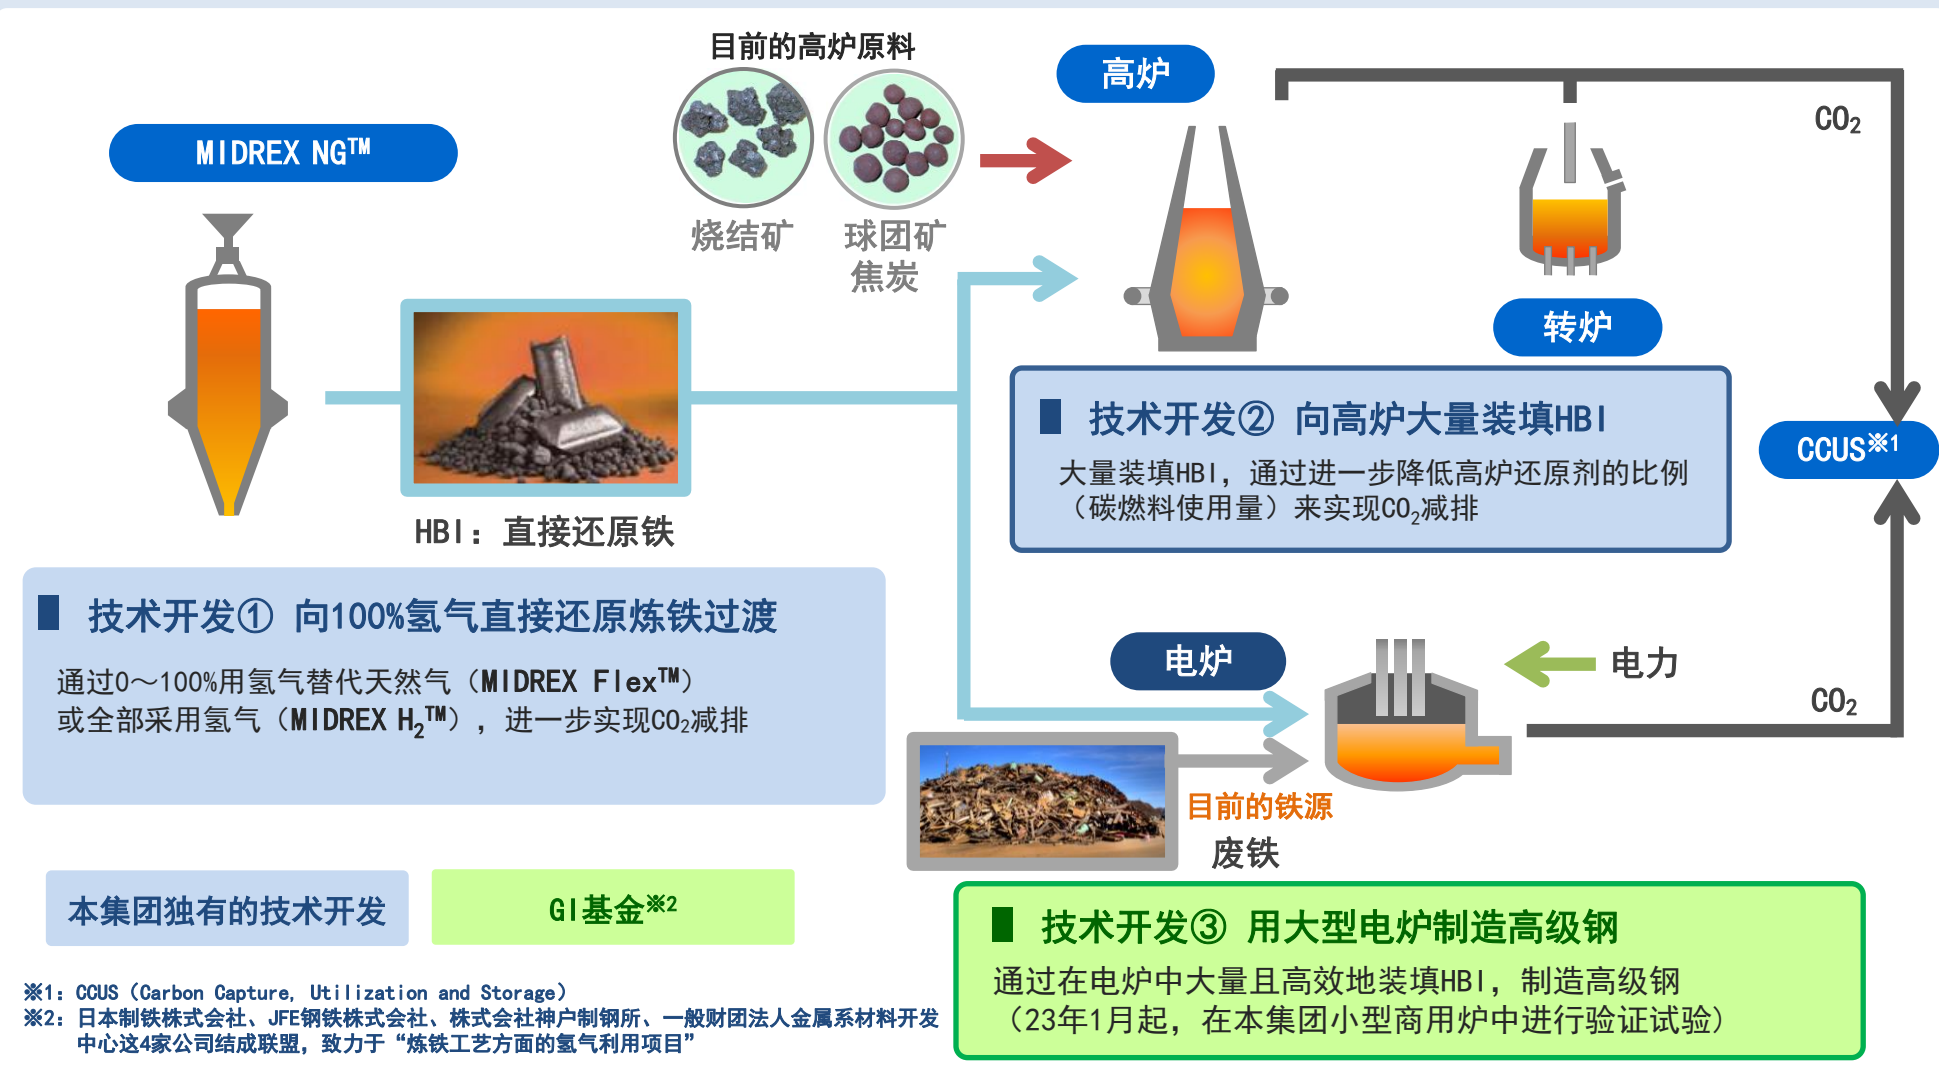 目前的高炉原料
高炉
CO₂
MIDREX NG™
烧结矿
球团矿
焦炭
转炉
技术开发② 向高炉大量装填HBI
大量装填HBI，通过进一步降低高炉还原剂的比例
（碳燃料使用量）来实现CO₂减排
CCUS※1
HBI：直接还原铁
技术开发① 向100%氢气直接还原炼铁过渡
通过0～100%用氢气替代天然气（MIDREX Flex™）
或全部采用氢气（MIDREX H₂™），进一步实现CO₂减排
电炉
电力
CO₂
目前的铁源
废铁
本集团独有的技术开发
GI基金※2
技术开发③ 用大型电炉制造高级钢
通过在电炉中大量且高效地装填HBI，制造高级钢
（23年1月起，在本集团小型商用炉中进行验证试验）
※1：CCUS（Carbon Capture, Utilization and Storage）
※2：日本制铁株式会社、JFE钢铁株式会社、株式会社神户制钢所、一般财团法人金属系材料开发
中心这4家公司结成联盟，致力于“炼铁工艺方面的氢气利用项目”